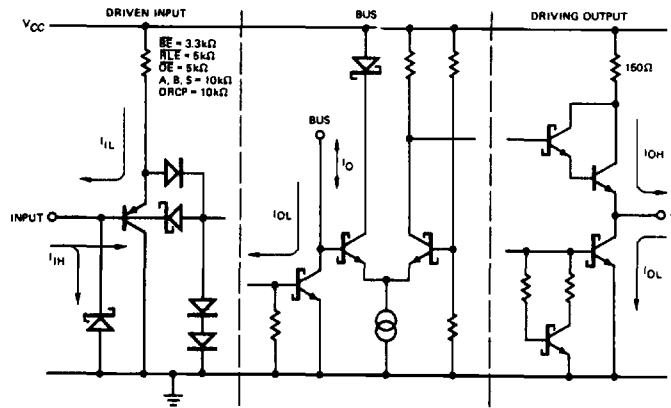 DRIVEN INPUT
BUS
DRIVING OUTPUT
VCC
BE = 3.3kΩ
RLE = 5kΩ
OE = 5kΩ
A, B, S = 10kΩ
ORCP = 10kΩ
150Ω
BUS
IIL
IO
IOH
INPUT
IOL
IIH
IOL